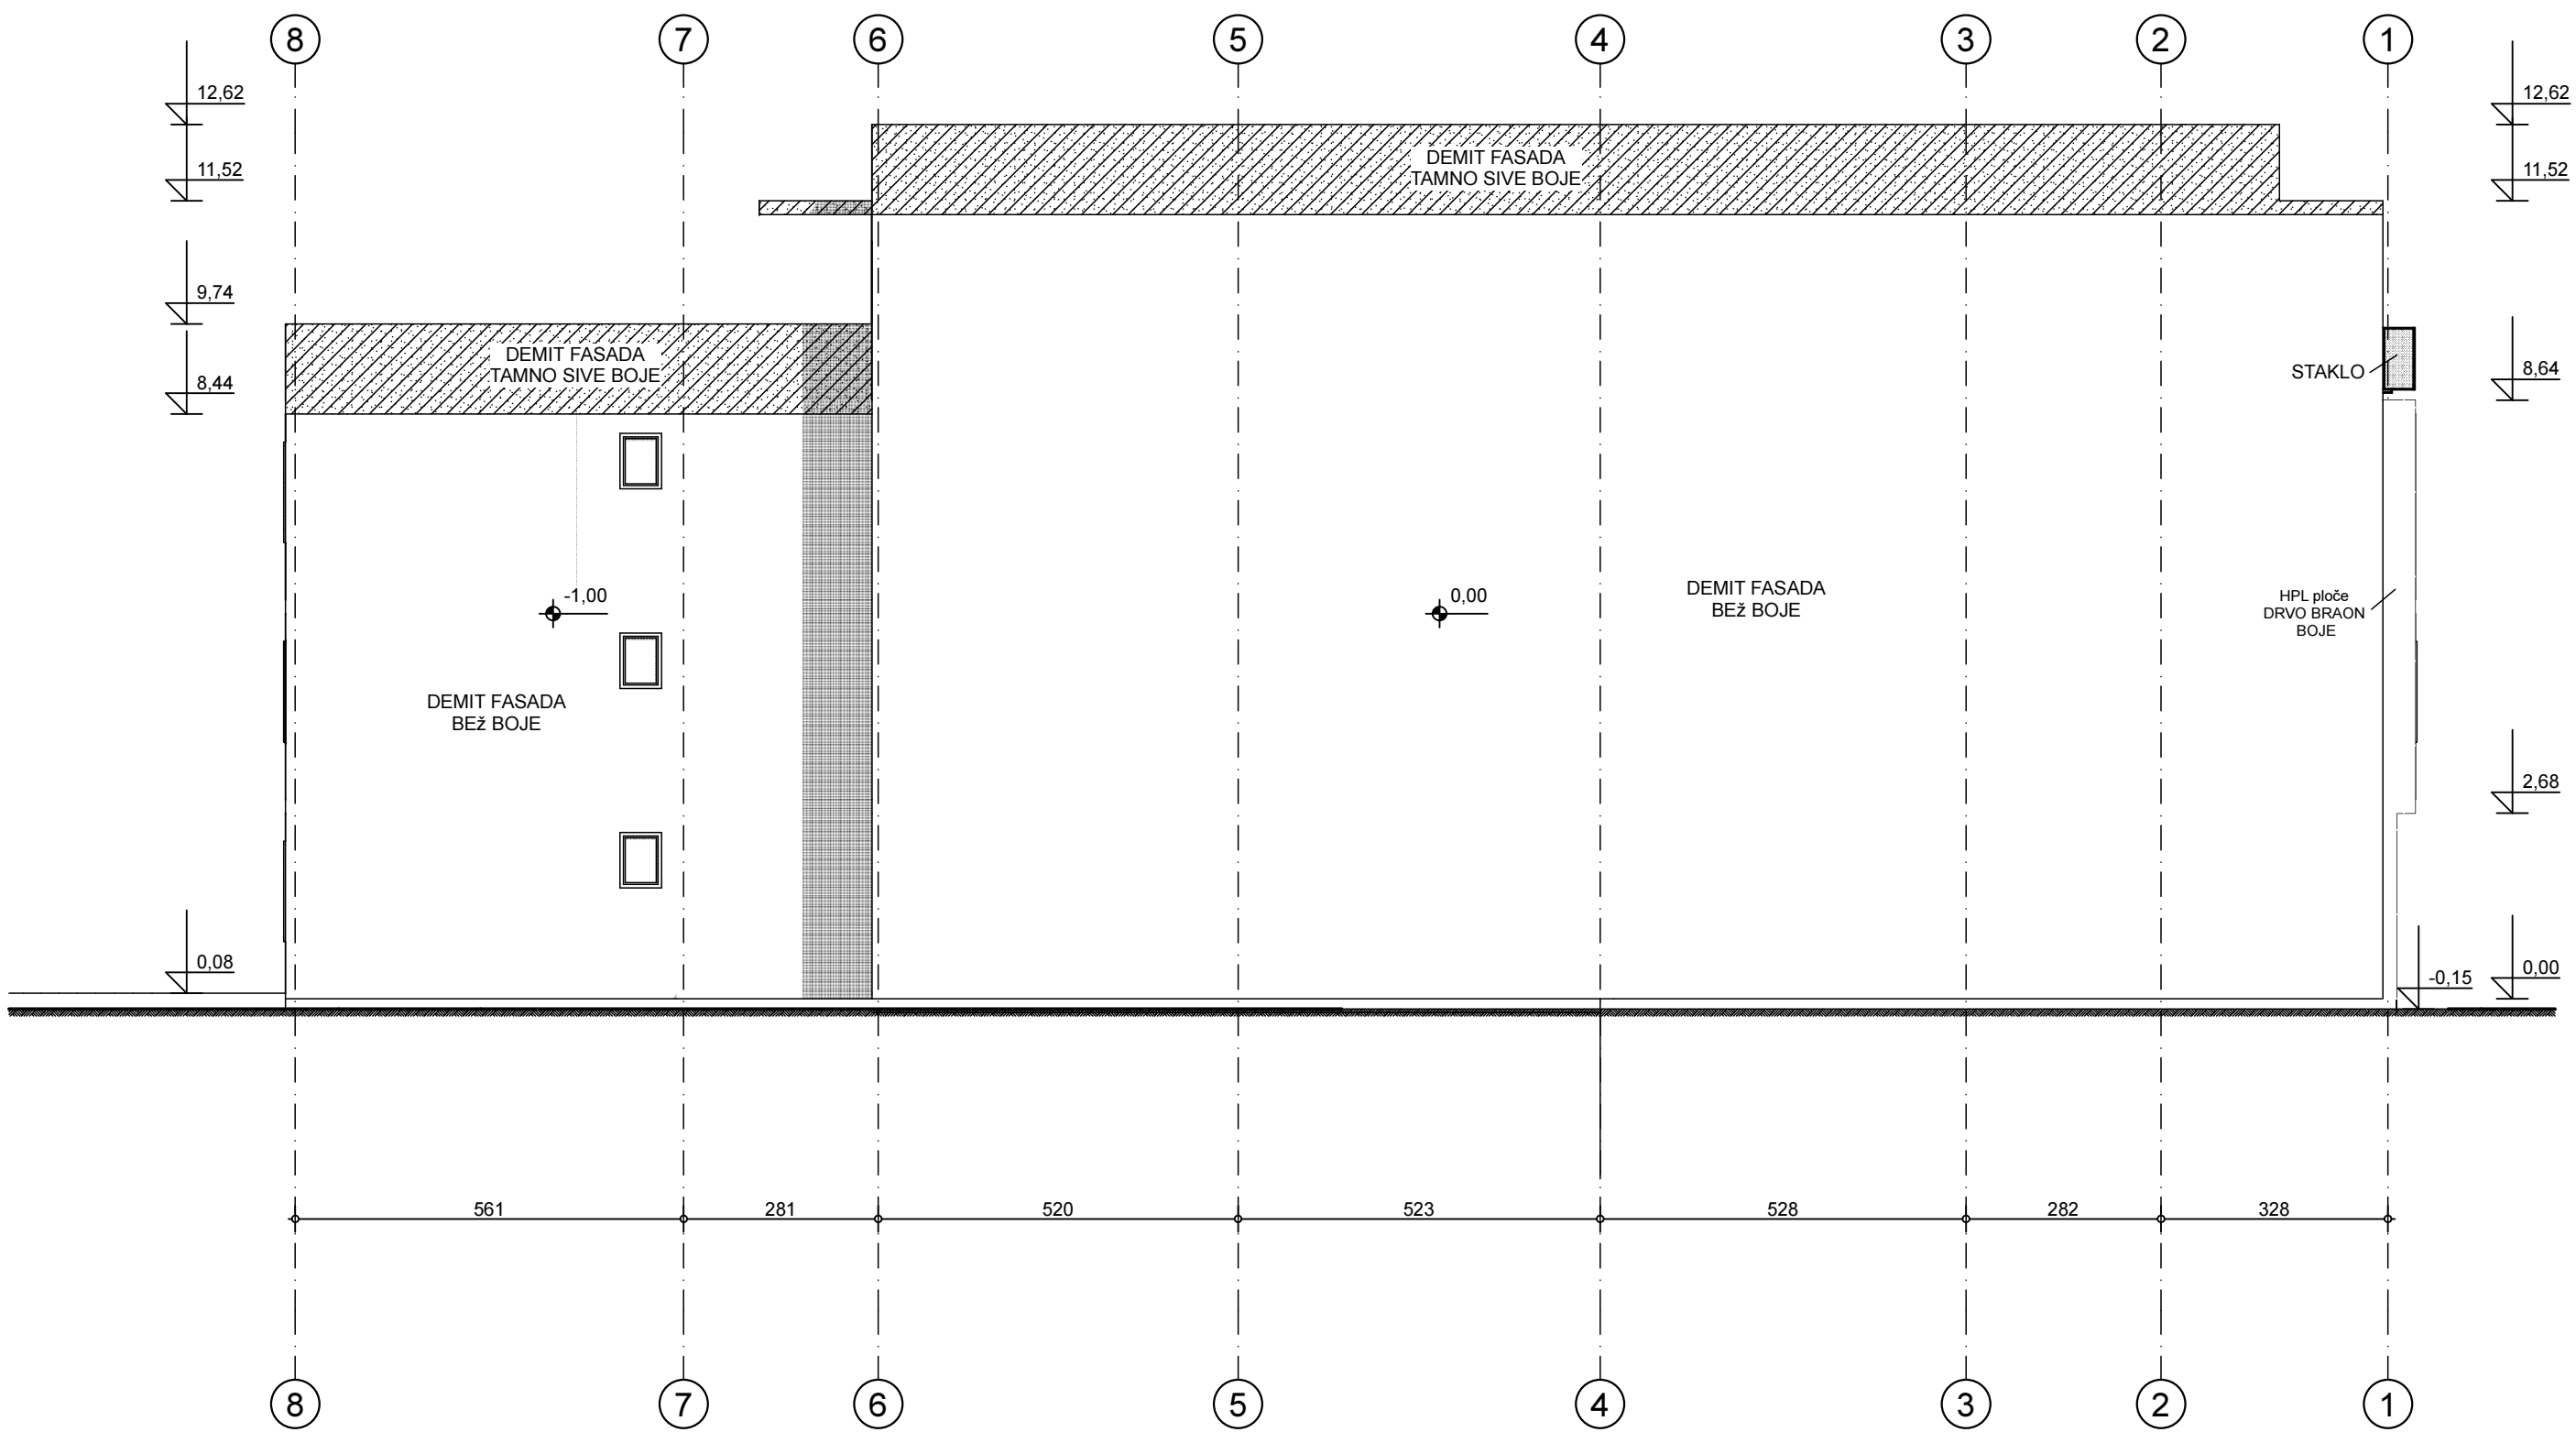 8 7 6 5 4 3 2 1
12,62
12,62
11,52
11,52
DEMIT FASADA
TAMNO SIVE BOJE
9,74
8,44
DEMIT FASADA
TAMNO SIVE BOJE
STAKLO
8,64
-1,00
0,00
DEMIT FASADA
BEž BOJE
HPL ploče
DRVO BRAON
BOJE
DEMIT FASADA
BEž BOJE
2,68
0,08
-0,15
0,00
561 281 520 523 528 282 328
8 7 6 5 4 3 2 1